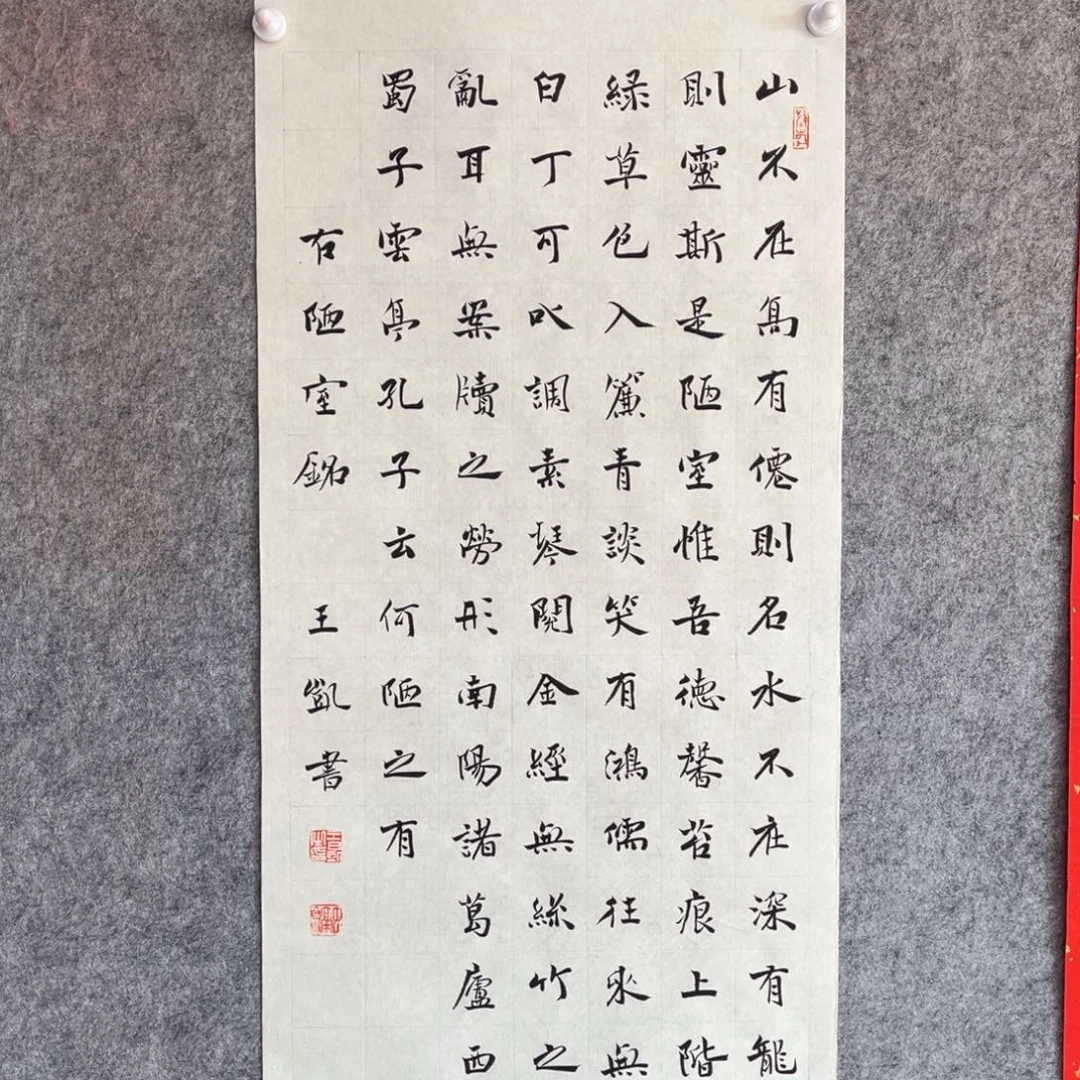 山不在高有僊則名水不在深有龍
則靈斯是陋室惟吾德馨苔痕上階
緑草色入簾青談笑有鴻儒往來無
白丁可以調素琴閱金經無絲竹之
亂耳無案牘之勞形南陽諸葛廬西
蜀子雲亭孔子云何陋之有
右陋室銘 王凱書